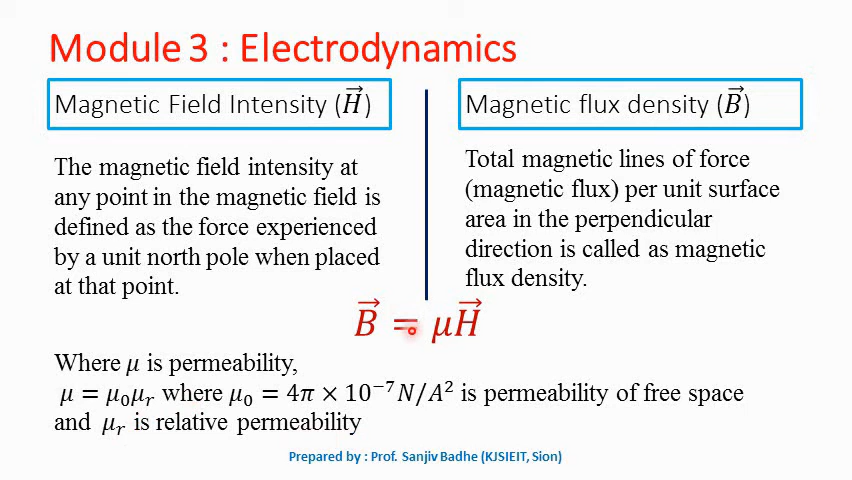 Module 3 : Electrodynamics
Magnetic Field Intensity (H⃗)
The magnetic field intensity at
any point in the magnetic field is
defined as the force experienced
by a unit north pole when placed
at that point.
Magnetic flux density (B⃗)
Total magnetic lines of force
(magnetic flux) per unit surface
area in the perpendicular
direction is called as magnetic
flux density.
B⃗ = μH⃗
Where μ is permeability,
μ = μ₀μᵣ where μ₀ = 4π × 10⁻⁷ N/A² is permeability of free space
and μᵣ is relative permeability
Prepared by : Prof. Sanjiv Badhe (KJSIEIT, Sion)